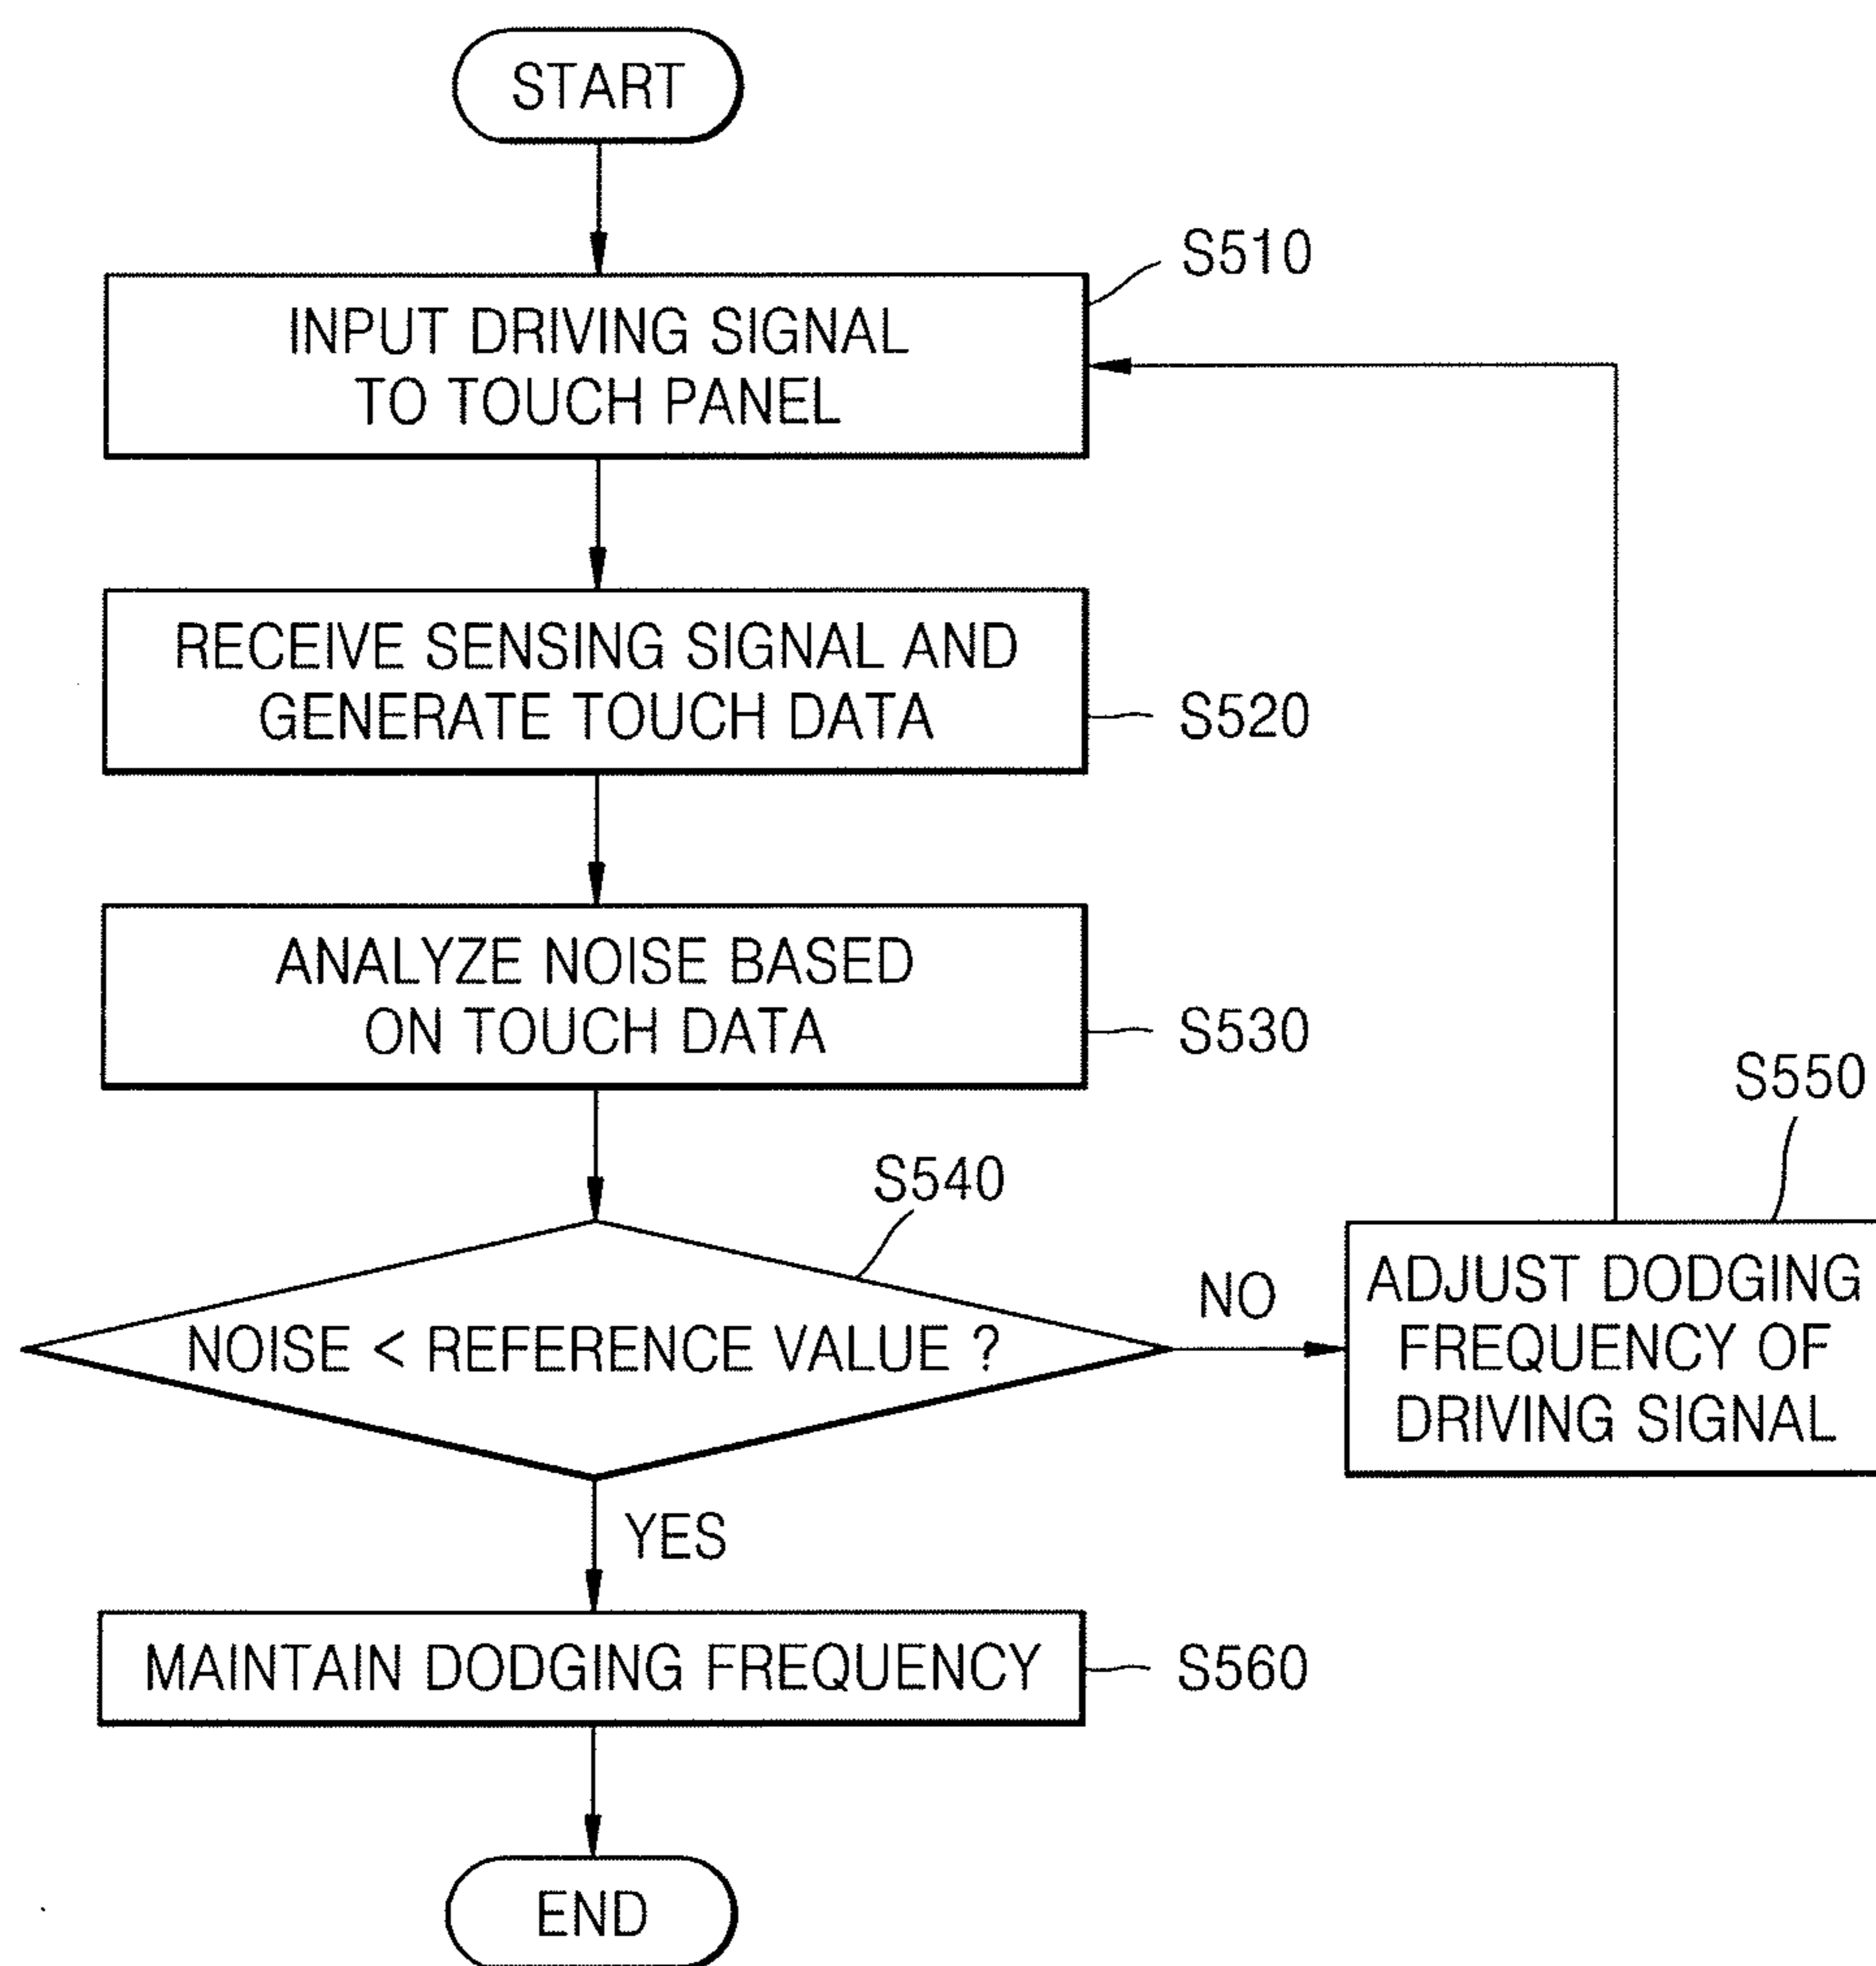 START
S510
INPUT DRIVING SIGNAL
TO TOUCH PANEL
RECEIVE SENSING SIGNAL AND
GENERATE TOUCH DATA
S520
ANALYZE NOISE BASED
ON TOUCH DATA
S530
S540
NOISE < REFERENCE VALUE ?
NO
S550
ADJUST DODGING
FREQUENCY OF
DRIVING SIGNAL
YES
MAINTAIN DODGING FREQUENCY
S560
END